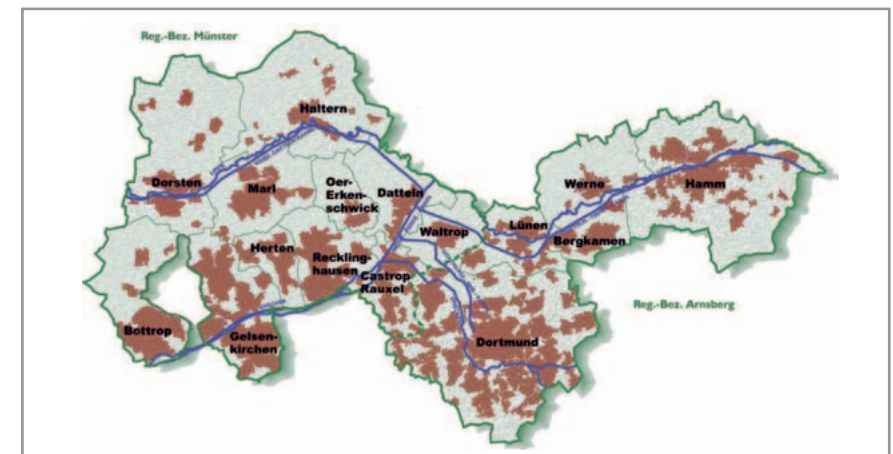 Reg.-Bez. Münster
Haltern
Dorsten
Marl
Oer-
Erken-
schwick
Datteln
Werne
Hamm
Waltrop
Lünen
Bergkamen
Herten
Reckling-
hausen
Castrop
Rauxel
Reg.-Bez. Arnsberg
Bottrop
Gelsen-
kirchen
Dortmund